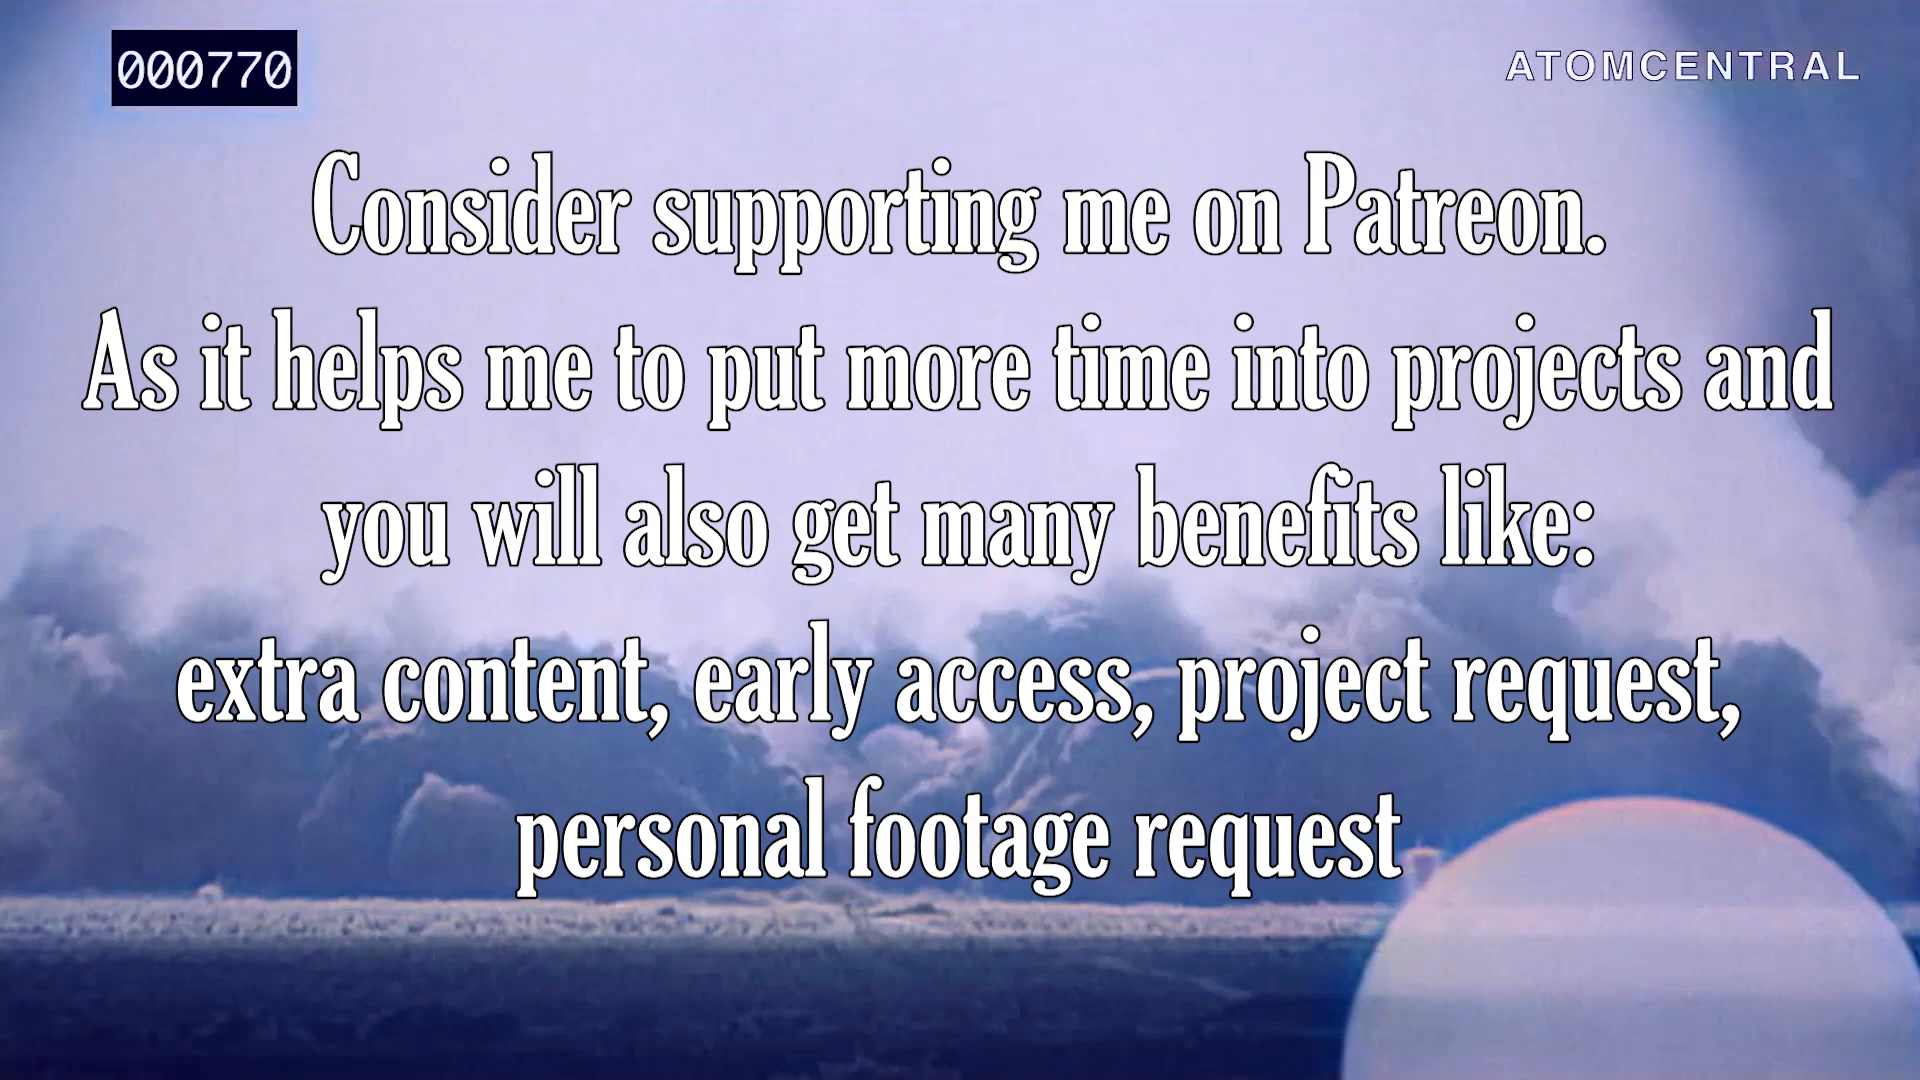 000770
ATOMCENTRAL
Consider supporting me on Patreon.
As it helps me to put more time into projects and
you will also get many benefits like:
extra content, early access, project request,
personal footage request